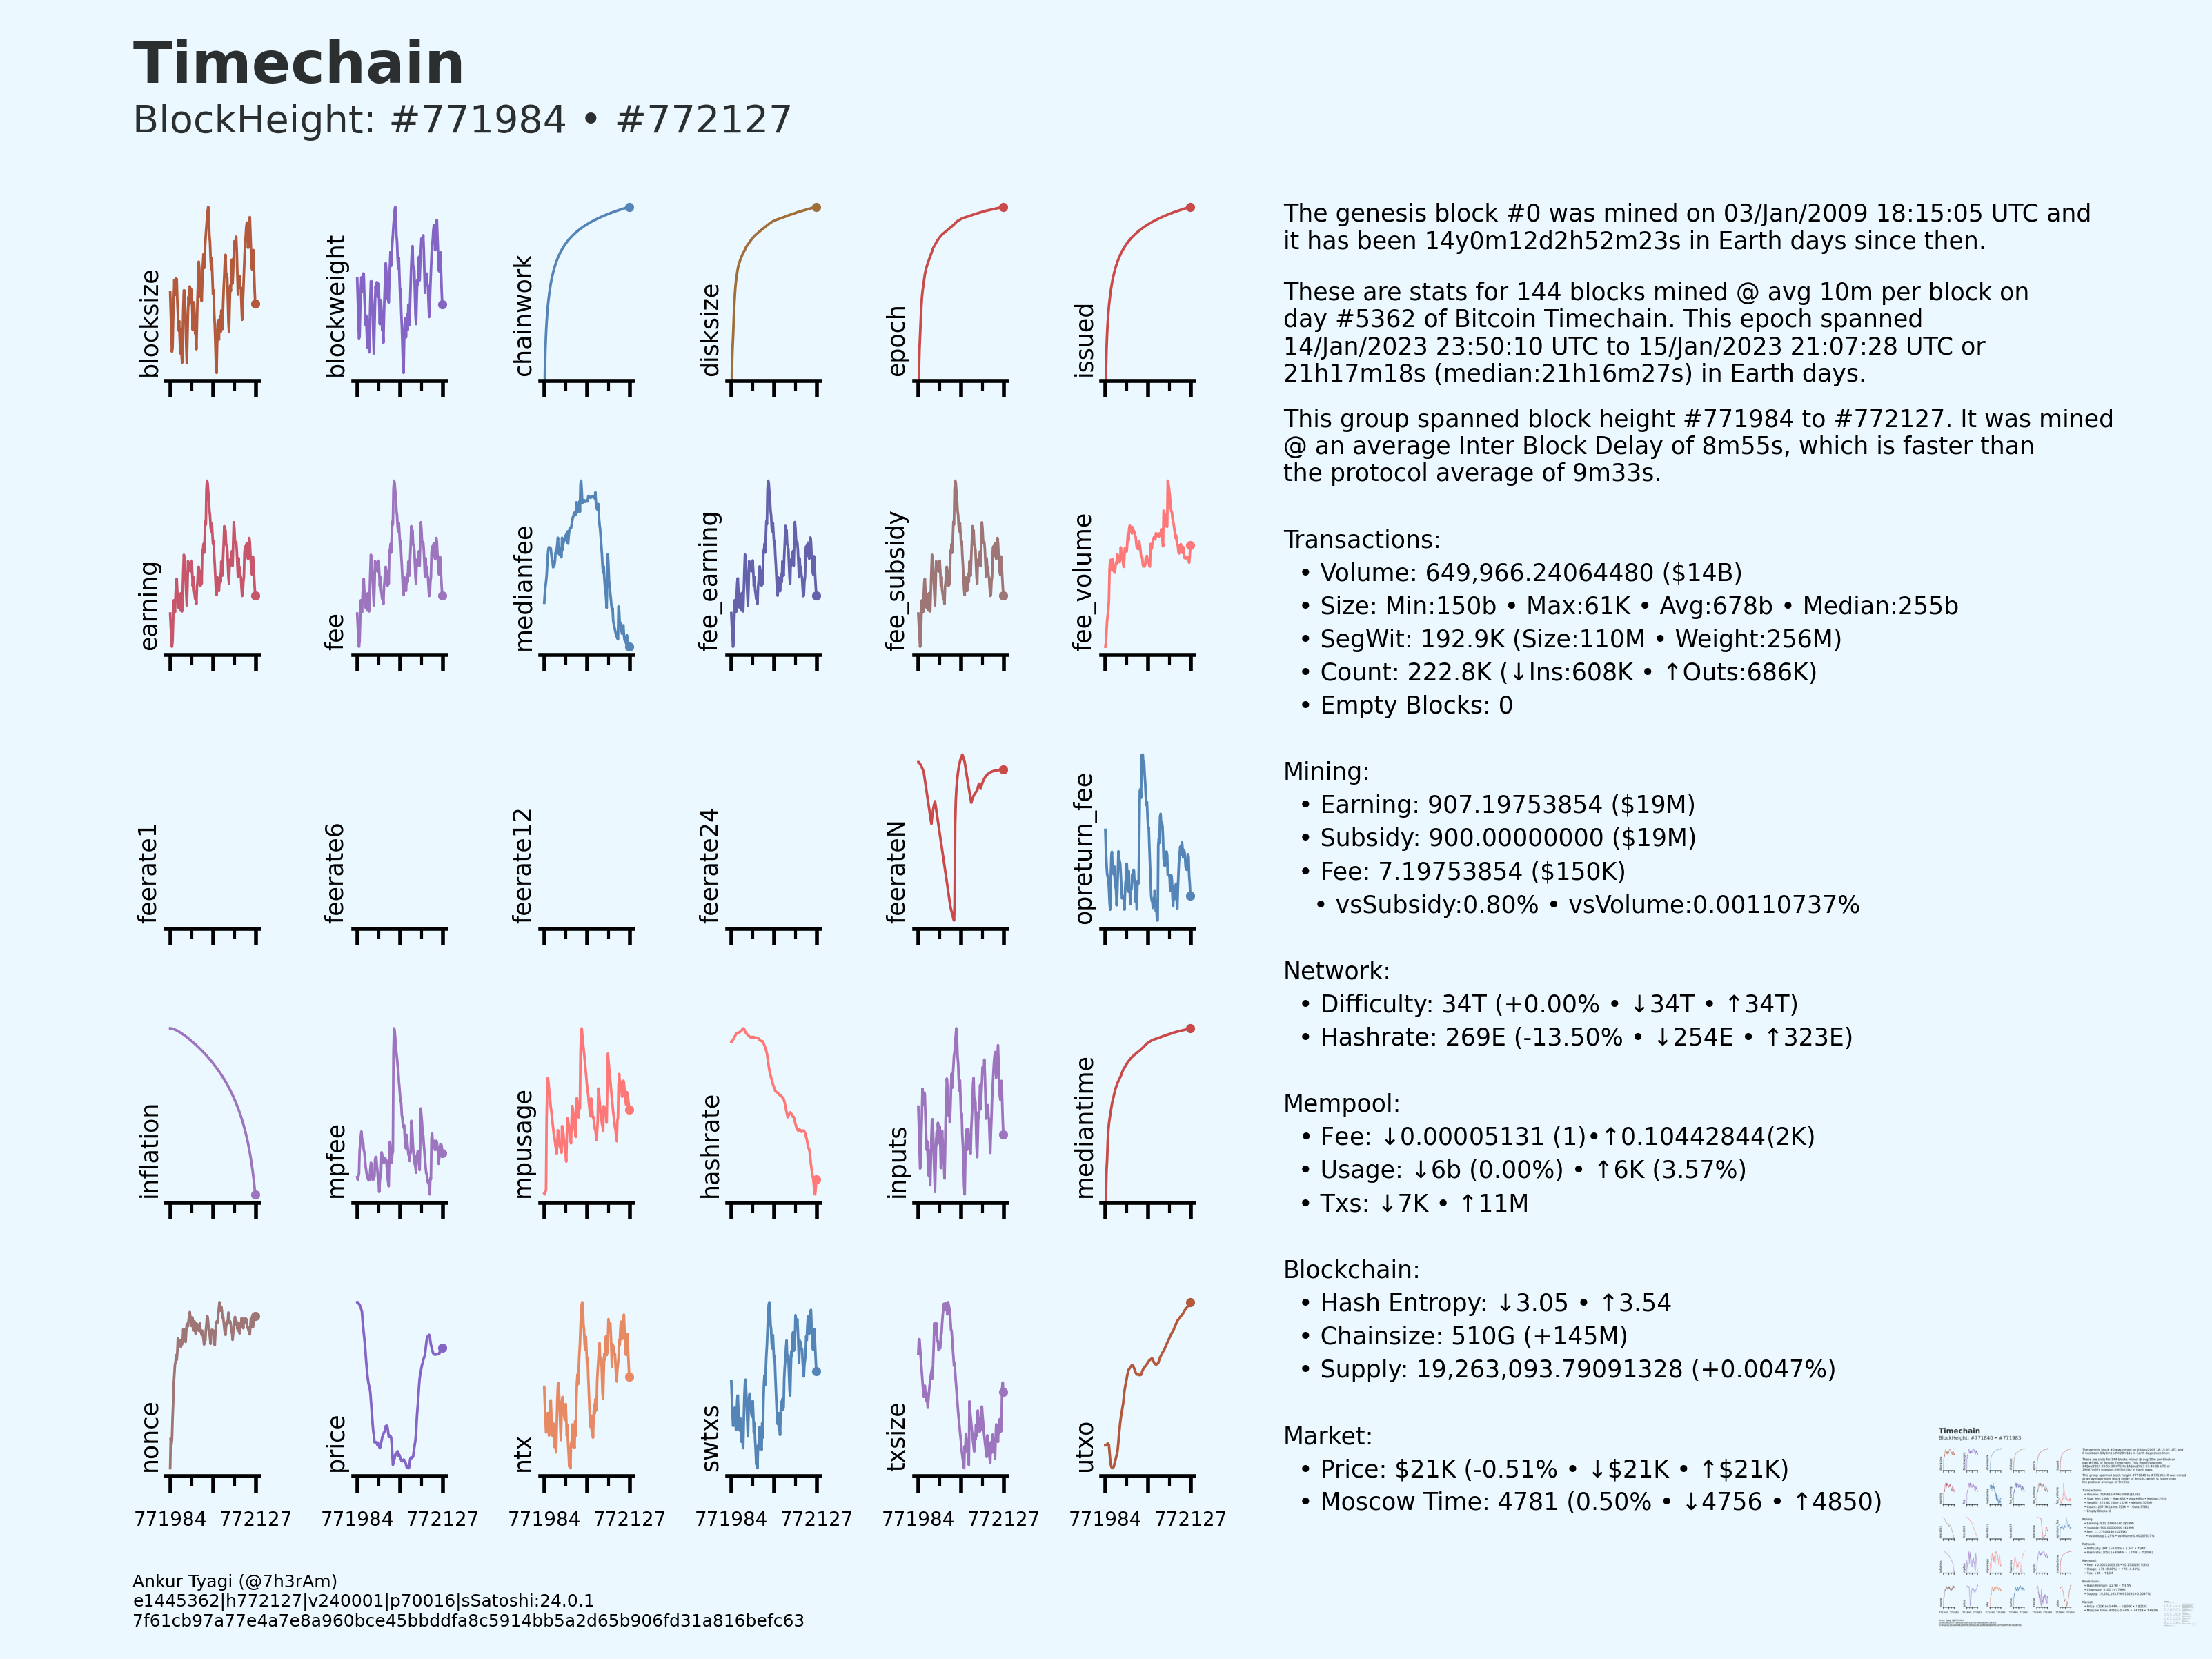 Timechain
BlockHeight: #771984 • #772127
blocksize
blockweight
chainwork
disksize
epoch
issued
earning
fee
medianfee
fee_earning
fee_subsidy
fee_volume
feerate1
feerate6
feerate12
feerate24
feerateN
opreturn_fee
inflation
mpfee
mpusage
hashrate
inputs
mediantime
nonce
price
ntx
swtxs
txsize
utxo
771984 772127 771984 772127 771984 772127 771984 772127 771984 772127 771984 772127
The genesis block #0 was mined on 03/Jan/2009 18:15:05 UTC and
it has been 14y0m12d2h52m23s in Earth days since then.
These are stats for 144 blocks mined @ avg 10m per block on
day #5362 of Bitcoin Timechain. This epoch spanned
14/Jan/2023 23:50:10 UTC to 15/Jan/2023 21:07:28 UTC or
21h17m18s (median:21h16m27s) in Earth days.
This group spanned block height #771984 to #772127. It was mined
@ an average Inter Block Delay of 8m55s, which is faster than
the protocol average of 9m33s.
Transactions:
• Volume: 649,966.24064480 ($14B)
• Size: Min:150b • Max:61K • Avg:678b • Median:255b
• SegWit: 192.9K (Size:110M • Weight:256M)
• Count: 222.8K (↓Ins:608K • ↑Outs:686K)
• Empty Blocks: 0
Mining:
• Earning: 907.19753854 ($19M)
• Subsidy: 900.00000000 ($19M)
• Fee: 7.19753854 ($150K)
• vsSubsidy:0.80% • vsVolume:0.00110737%
Network:
• Difficulty: 34T (+0.00% • ↓34T • ↑34T)
• Hashrate: 269E (-13.50% • ↓254E • ↑323E)
Mempool:
• Fee: ↓0.00005131 (1)•↑0.10442844(2K)
• Usage: ↓6b (0.00%) • ↑6K (3.57%)
• Txs: ↓7K • ↑11M
Blockchain:
• Hash Entropy: ↓3.05 • ↑3.54
• Chainsize: 510G (+145M)
• Supply: 19,263,093.79091328 (+0.0047%)
Market:
• Price: $21K (-0.51% • ↓$21K • ↑$21K)
• Moscow Time: 4781 (0.50% • ↓4756 • ↑4850)
Ankur Tyagi (@7h3rAm)
e1445362|h772127|v240001|p70016|sSatoshi:24.0.1
7f61cb97a77e4a7e8a960bce45bbddfa8c5914bb5a2d65b906fd31a816befc63
Timechain
BlockHeight: #771840 • #771983